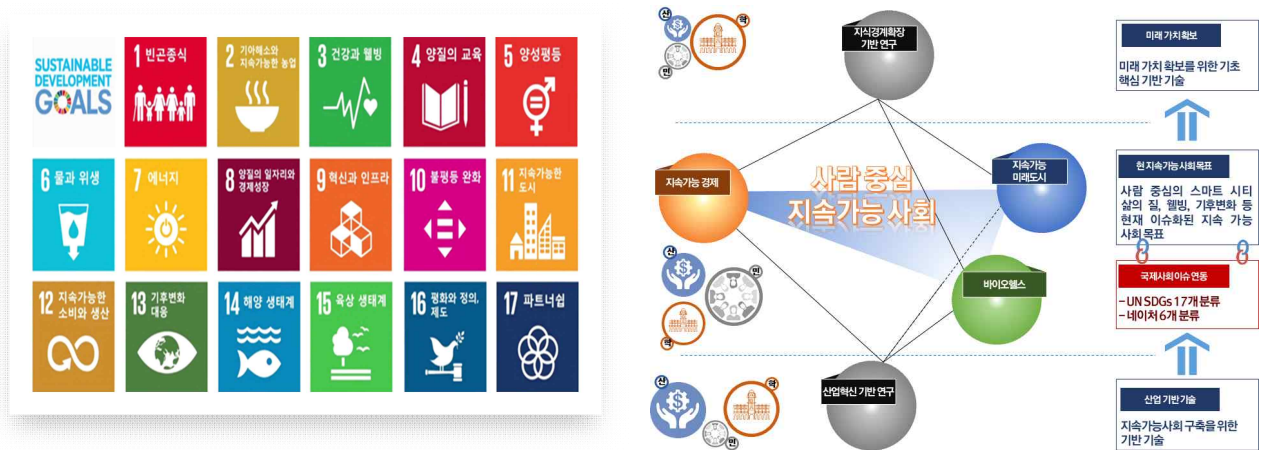 SUSTAINABLE
DEVELOPMENT
GOALS
1 빈곤종식
2 기아해소와
지속가능한 농업
3 건강과 웰빙
4 양질의 교육
5 양성평등
6 물과 위생
7 에너지
8 양질의 일자리와
경제성장
9 혁신과 인프라
10 불평등 완화
11 지속가능한
도시
12 지속가능한
소비와 생산
13 기후변화
대응
14 해양 생태계
15 육상 생태계
16 평화와 정의,
제도
17 파트너쉽
산
학
민
지식경계확장
기반 연구
지속가능 경제
사람 중심
지속가능 사회
지속가능
미래도시
바이오헬스
산
민
학
산업혁신 기반 연구
산
학
민
미래 가치 확보
미래 가치 확보를 위한 기초
핵심 기반 기술
현 지속가능사회목표
사람 중심의 스마트 시티
삶의 질, 웰빙, 기후변화 등
현재 이슈화된 지속 가능
사회 목표
국제사회이슈 연동
– UN SDGs 17개 분류
– 네이처 6개 분류
산업 기반 기술
지속가능사회 구축을 위한
기반 기술